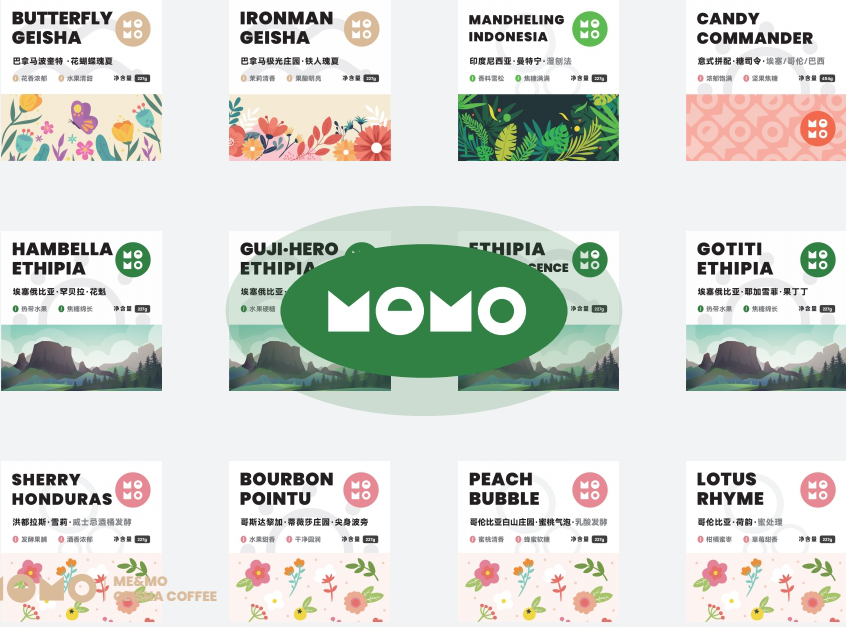 BUTTERFLY
GEISHA
MO
MO
巴拿马波奎特·花蝴蝶瑰夏
花香浓郁 水果清甜 净含量 227g
IRONMAN
GEISHA
MO
MO
巴拿马极光庄园·铁人瑰夏
茉莉清香 果酸明亮 净含量 227g
MANDHELING
INDONESIA
MO
MO
印度尼西亚·曼特宁·湿刨法
香料雪松 焦糖满满 净含量 227g
CANDY
COMMANDER
意式拼配·糖司令·埃塞/哥伦/巴西
浓郁饱满 坚果焦糖 净含量 454g
MO
MO
HAMBELLA
ETHIPIA
MO
MO
埃塞俄比亚·罕贝拉·花魁
热带水果 焦糖绵长 净含量 227g
GUJI·HERO
ETHIPIA
埃塞俄比
水果硬糖
ETHIPIA
CENCE
MO
MO
227g
MOMO
GOTITI
ETHIPIA
MO
MO
埃塞俄比亚·耶加雪菲·果丁丁
热带水果 焦糖绵长 净含量 227g
SHERRY
HONDURAS
MO
MO
洪都拉斯·雪莉·威士忌酒桶发酵
发酵果脯 酒香浓郁 净含量 227g
BOURBON
POINTU
MO
MO
哥斯达黎加·蒂薇莎庄园·尖身波旁
水果甜香 干净圆润 净含量 227g
PEACH
BUBBLE
MO
MO
哥伦比亚白山庄园·蜜桃气泡·乳酸发酵
蜜桃清香 蜂蜜软糖 净含量 227g
LOTUS
RHYME
MO
MO
哥伦比亚·荷韵·蜜处理
柑橘蜜枣 草莓甜香 净含量 227g
MOMO
ME&MO
GEISHA COFFEE